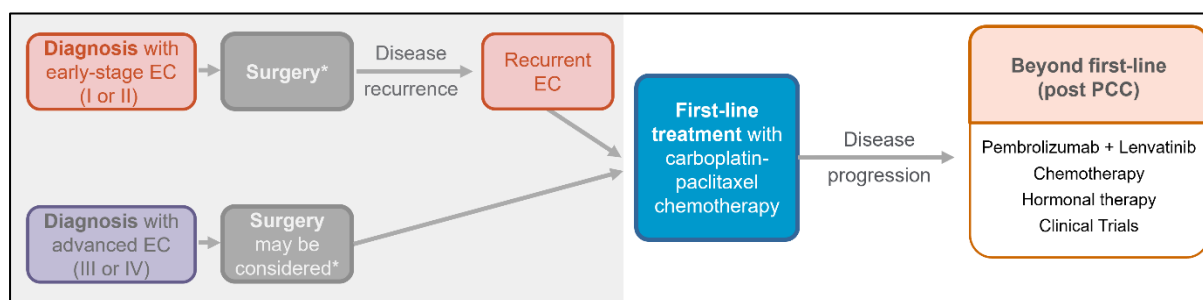 Diagnosis with
early-stage EC
(I or II)
Surgery*
Disease
recurrence
Recurrent
EC
Diagnosis with
advanced EC
(III or IV)
Surgery
may be
considered*
First-line
treatment with
carboplatin-
paclitaxel
chemotherapy
Disease
progression
Beyond first-line
(post PCC)
Pembrolizumab + Lenvatinib
Chemotherapy
Hormonal therapy
Clinical Trials